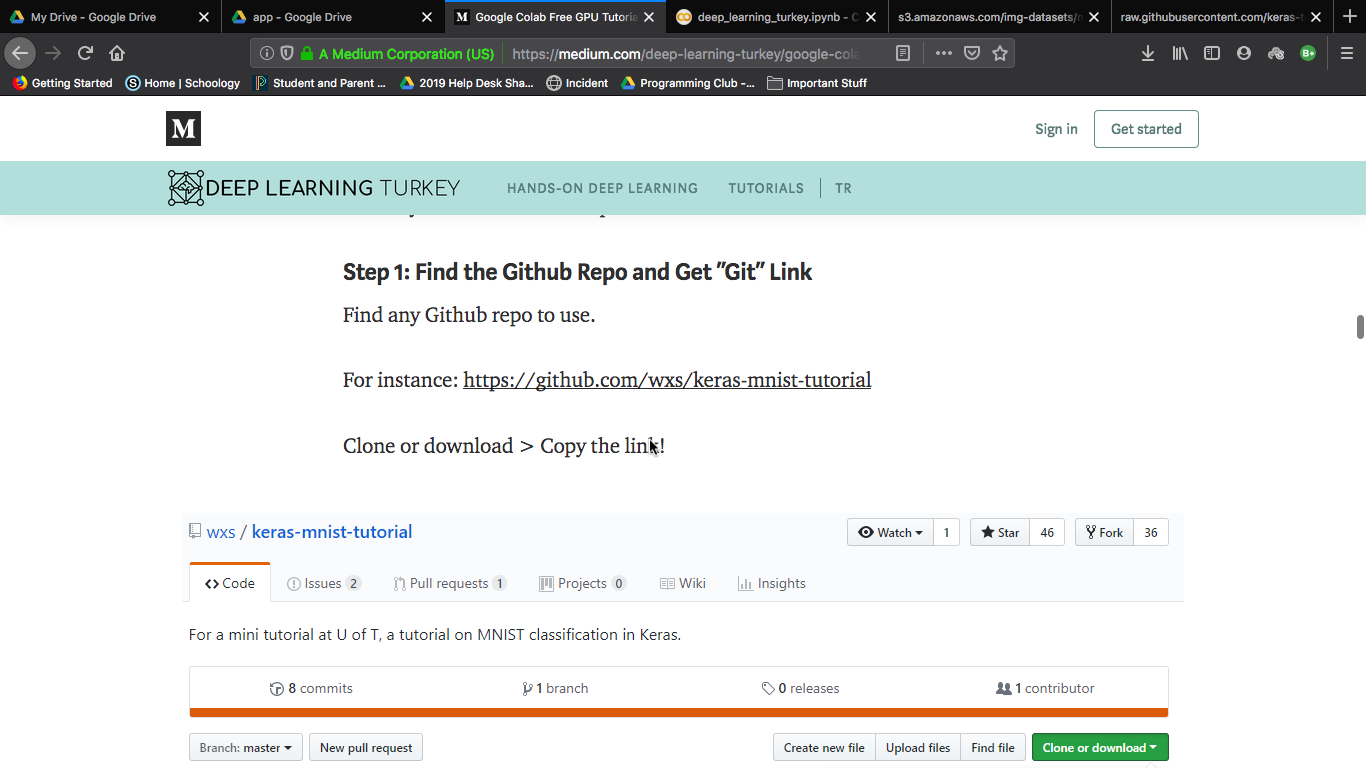 My Drive - Google Drive
app - Google Drive
Google Colab Free GPU Tutoria
deep_learning_turkey.ipynb - C
s3.amazonaws.com/img-datasets/
raw.githubusercontent.com/keras-t
A Medium Corporation (US)
https://medium.com/deep-learning-turkey/google-cola
Getting Started
Home | Schoology
Student and Parent ...
2019 Help Desk Sha...
Incident
Programming Club -...
Important Stuff
M
Sign in
Get started
DEEP LEARNING TURKEY
HANDS-ON DEEP LEARNING
TUTORIALS
TR
Step 1: Find the Github Repo and Get "Git" Link
Find any Github repo to use.
For instance: https://github.com/wxs/keras-mnist-tutorial
Clone or download > Copy the link!
wxs / keras-mnist-tutorial
Watch 1
Star 46
Fork 36
<> Code
Issues 2
Pull requests 1
Projects 0
Wiki
Insights
For a mini tutorial at U of T, a tutorial on MNIST classification in Keras.
8 commits
1 branch
0 releases
1 contributor
Branch: master
New pull request
Create new file
Upload files
Find file
Clone or download